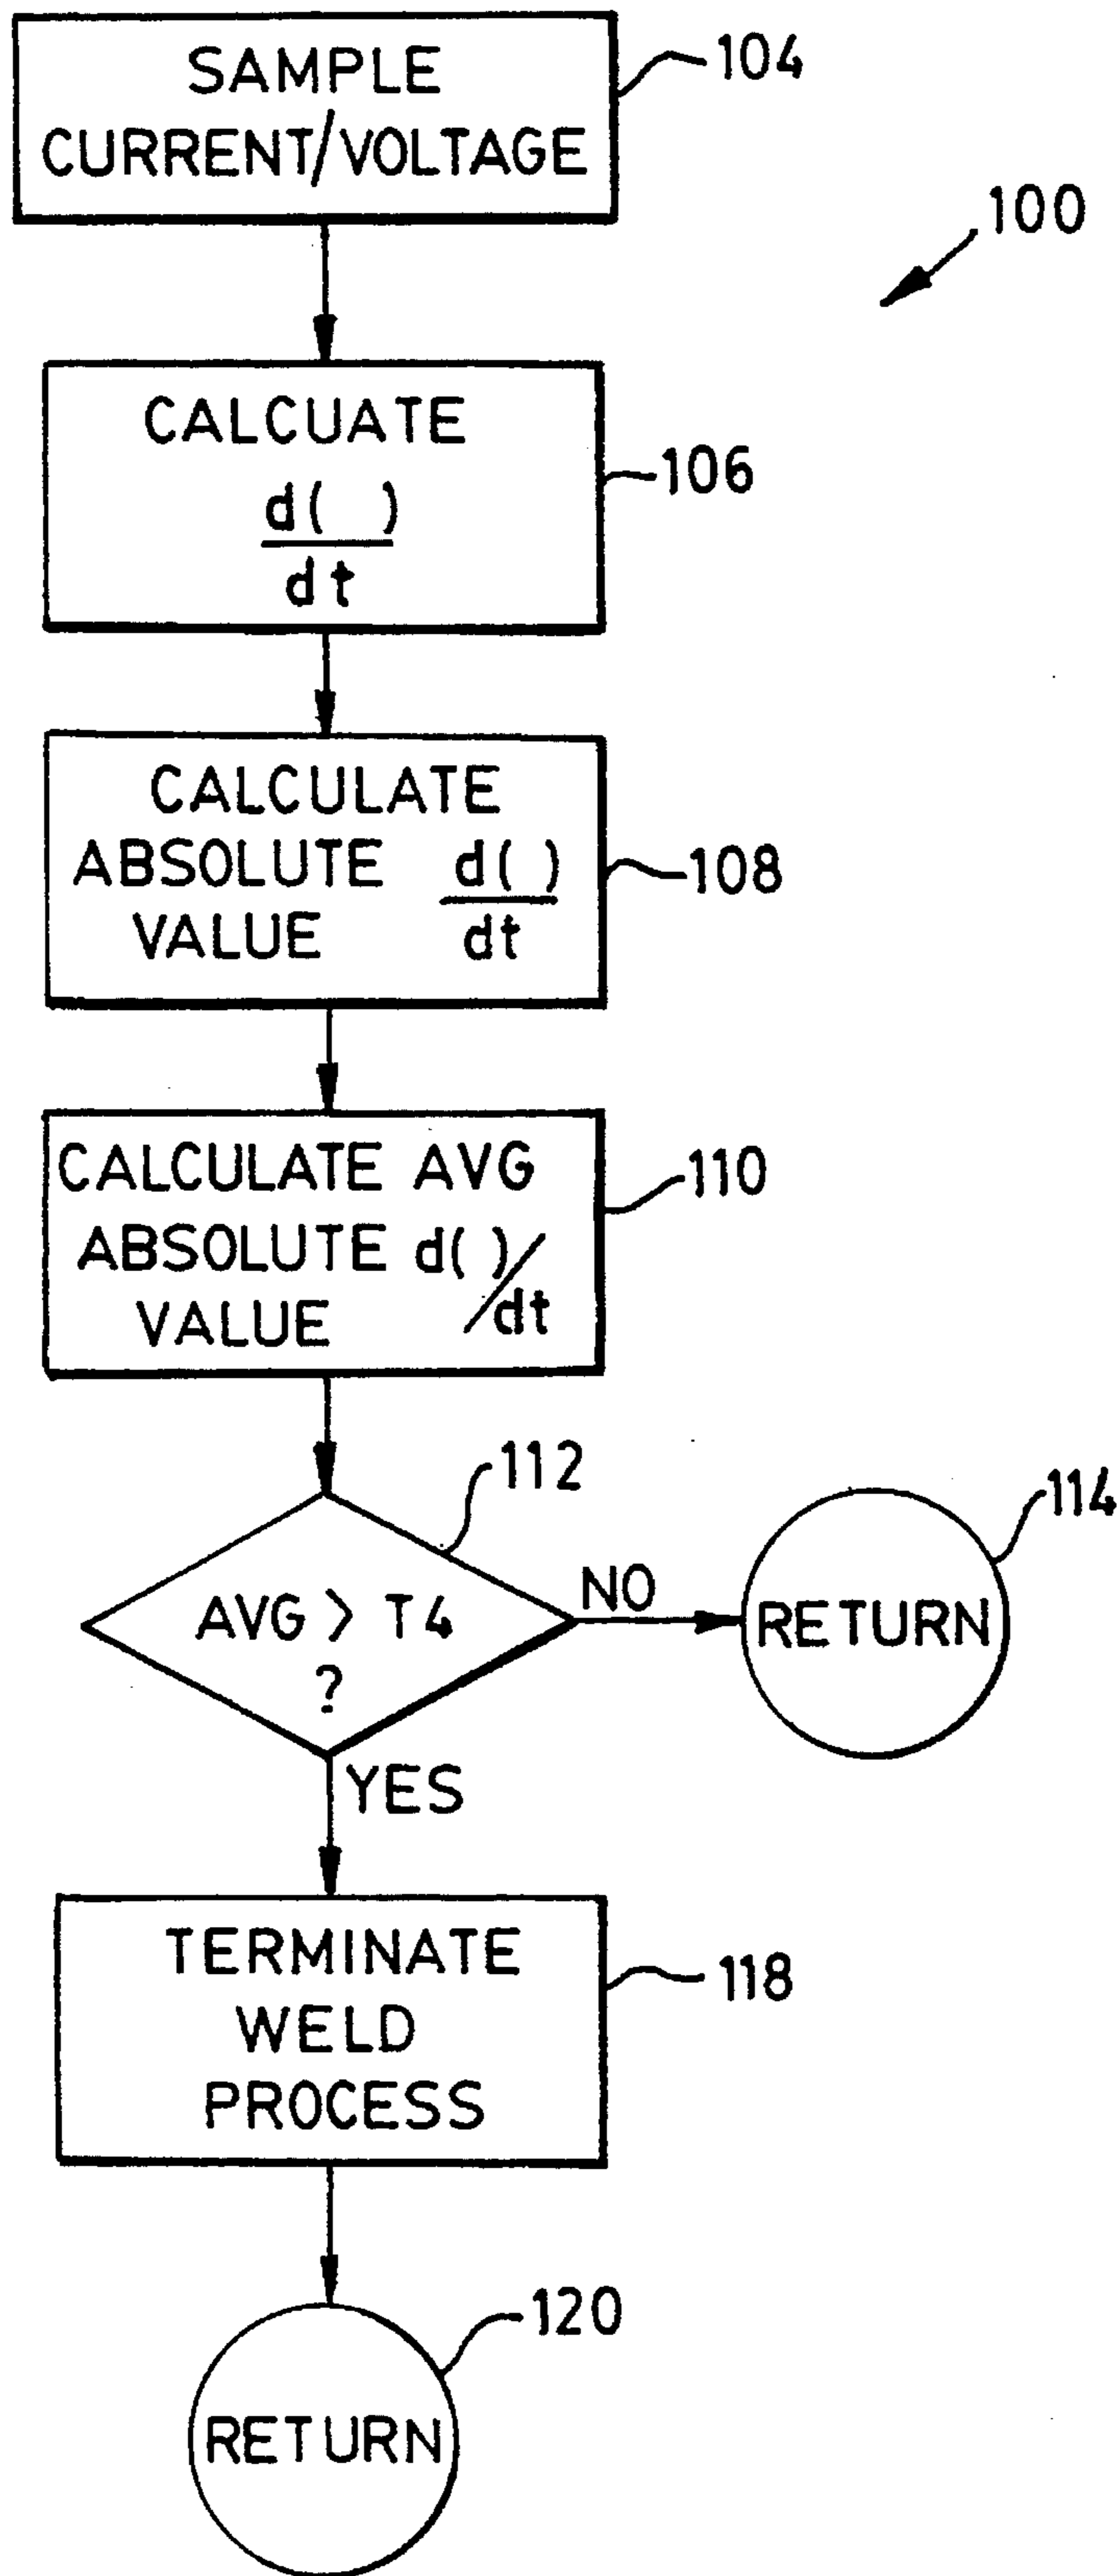 SAMPLE
CURRENT/VOLTAGE
104
100
CALCUATE
d( )
dt
106
CALCULATE
ABSOLUTE d( )
VALUE dt
108
CALCULATE AVG
ABSOLUTE d( )/
VALUE dt
110
112
AVG > T4
?
NO
RETURN
114
YES
TERMINATE
WELD
PROCESS
118
120
RETURN